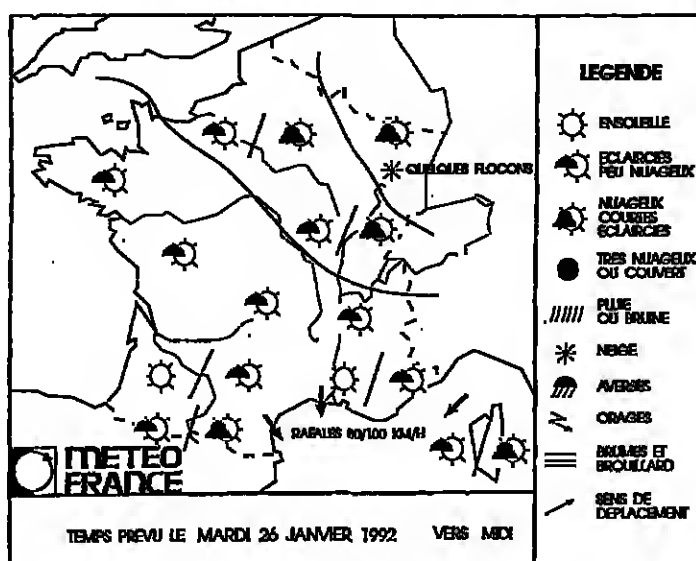 QUELQUES FLOCONS
RAFALES 80/100 KM/H
METEO
FRANCE
TEMPS PREVU LE MARDI 26 JANVIER 1992 VERS MIDI
LEGENDE
ENSOLEILLE
ECLAIRCIES
PEU NUAGEUX
NUAGEUX
COURTES
ECLAIRCIES
TRES NUAGEUX
OU COUVERT
PLUIE
OU BRUINE
NEIGE
AVERSES
ORAGES
BRUMES ET
BROUILLARD
SENS DE
DEPLACEMENT